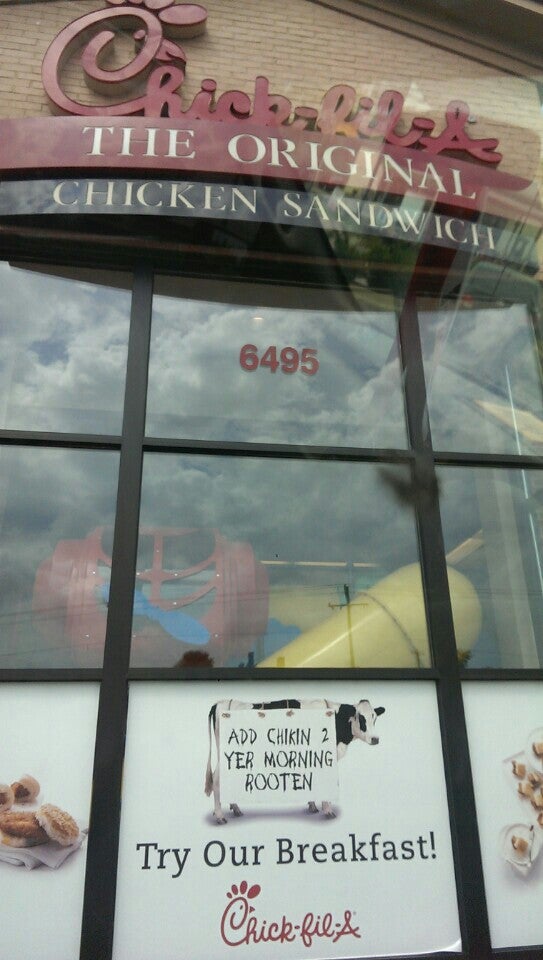 Chick-fil-A
THE ORIGINAL
CHICKEN SANDWICH
6495
ADD CHIKIN 2
YER MORNING
ROOTEN
Try Our Breakfast!
Chick-fil-A